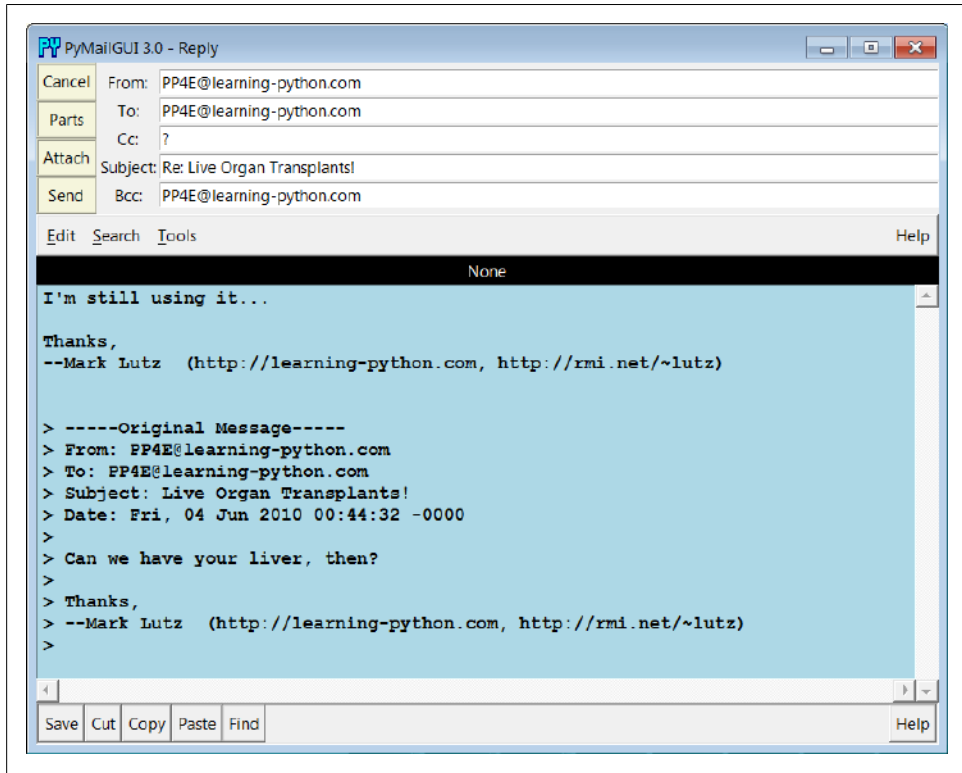 PyMailGUI 3.0 - Reply
Cancel
From: PP4E@learning-python.com
Parts
To: PP4E@learning-python.com
Cc: ?
Attach
Subject: Re: Live Organ Transplants!
Send
Bcc: PP4E@learning-python.com
Edit Search Tools Help
None
I'm still using it...
Thanks,
--Mark Lutz  (http://learning-python.com, http://rmi.net/~lutz)
> -----Original Message-----
> From: PP4E@learning-python.com
> To: PP4E@learning-python.com
> Subject: Live Organ Transplants!
> Date: Fri, 04 Jun 2010 00:44:32 -0000
>
> Can we have your liver, then?
>
> Thanks,
> --Mark Lutz  (http://learning-python.com, http://rmi.net/~lutz)
>
Save Cut Copy Paste Find Help